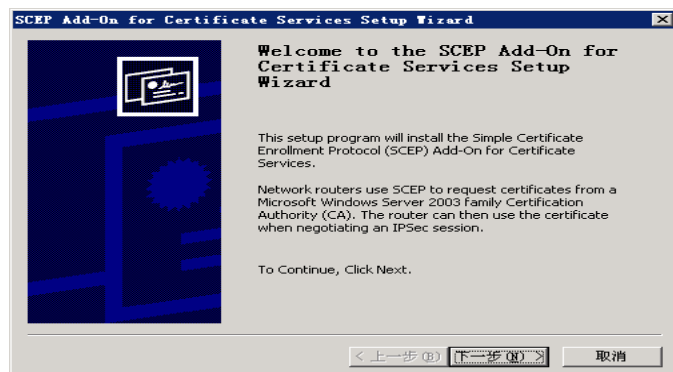 SCEP Add-On for Certificate Services Setup Wizard
Welcome to the SCEP Add-On for
Certificate Services Setup
Wizard
This setup program will install the Simple Certificate
Enrollment Protocol (SCEP) Add-On for Certificate
Services.
Network routers use SCEP to request certificates from a
Microsoft Windows Server 2003 family Certification
Authority (CA). The router can then use the certificate
when negotiating an IPSec session.
To Continue, Click Next.
< 上一步(B) 下一步(N) > 取消